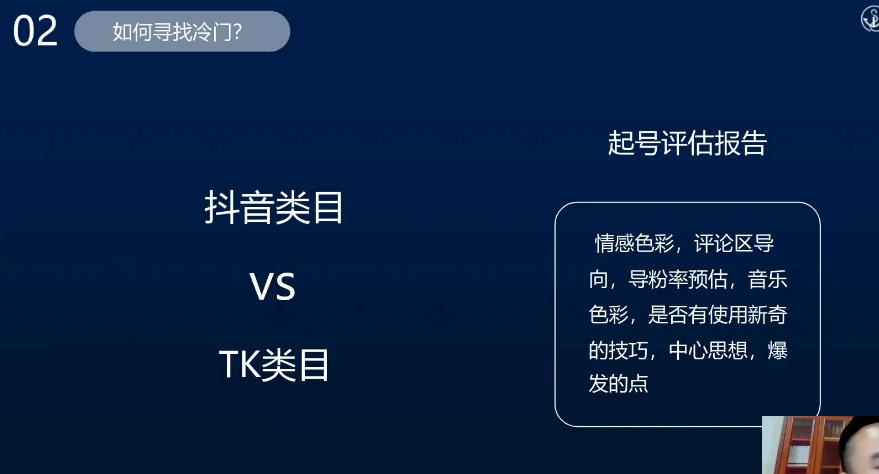 02
如何寻找冷门？
起号评估报告
抖音类目
VS
TK类目
情感色彩，评论区导
向，导粉率预估，音乐
色彩，是否有使用新奇
的技巧，中心思想，爆
发的点